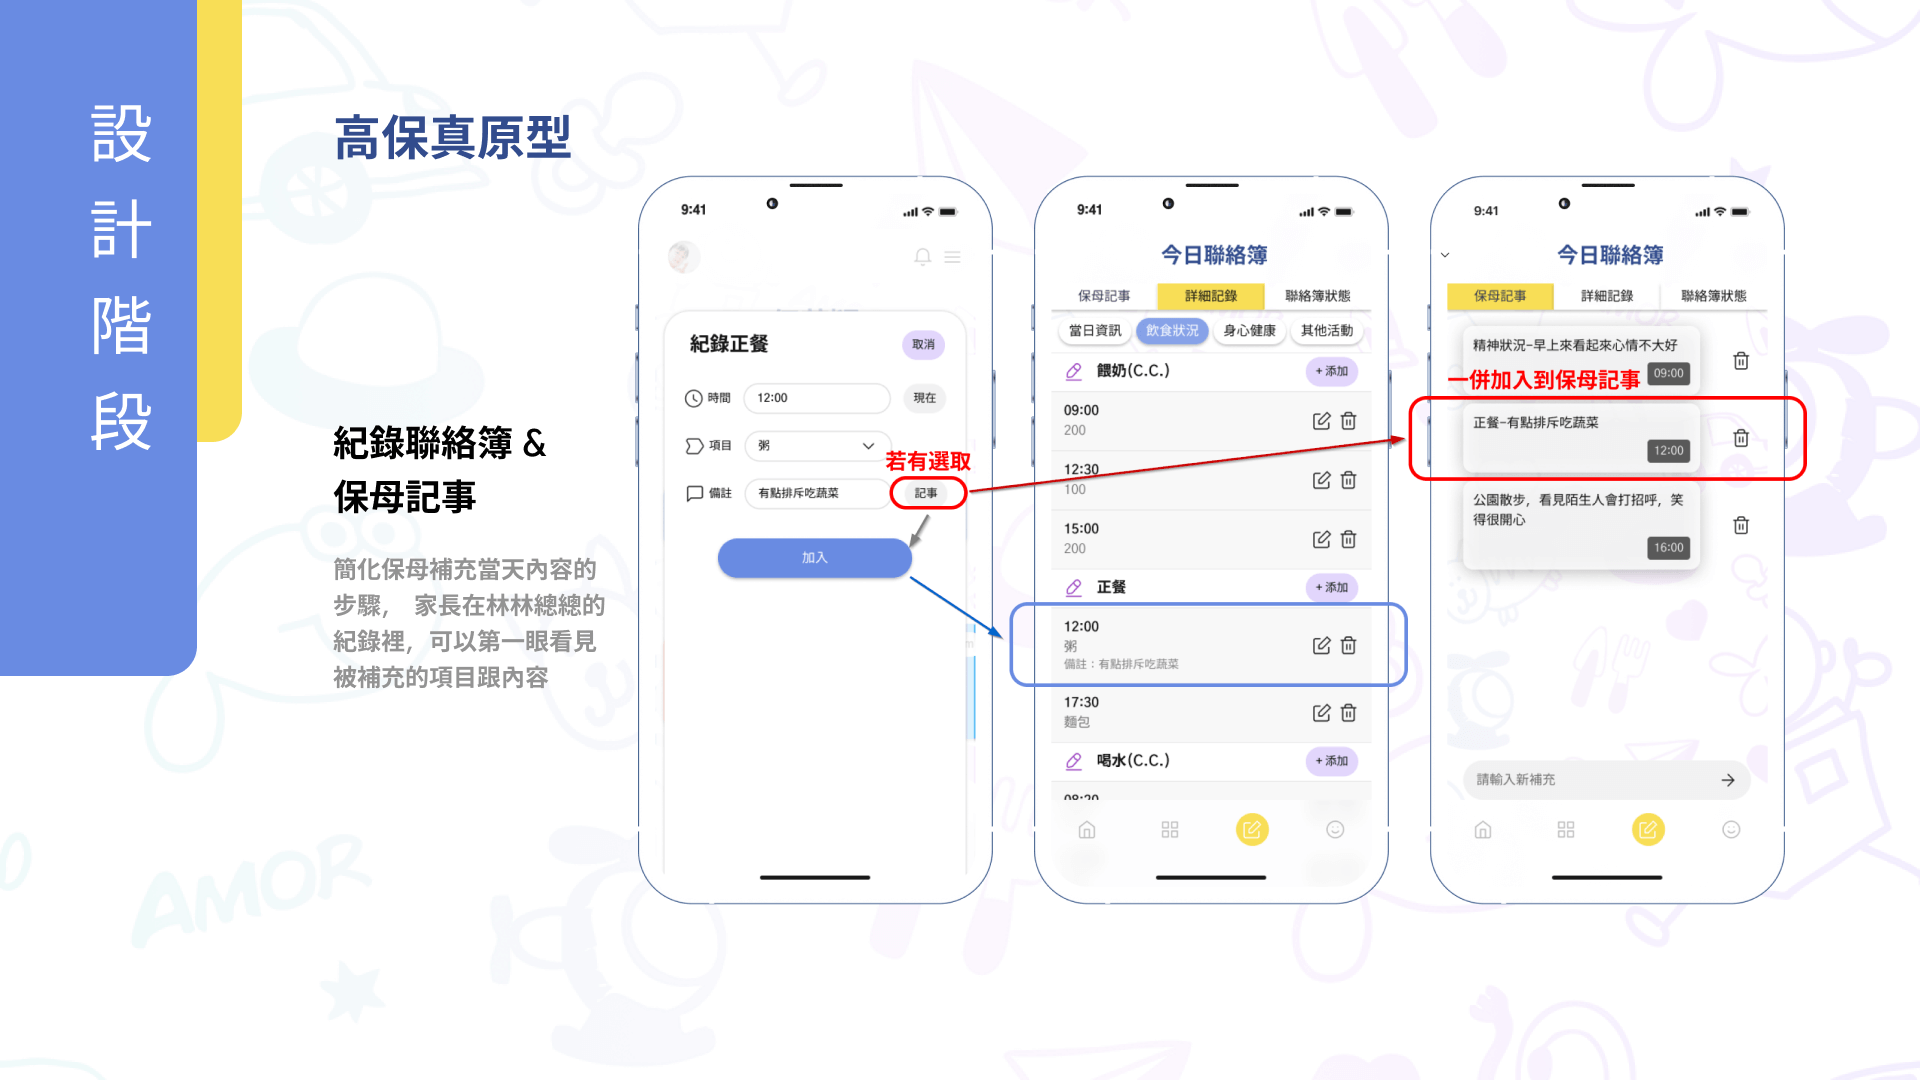 設計階段
高保真原型
紀錄聯絡簿 &
保母記事
簡化保母補充當天內容的
步驟， 家長在林林總總的
紀錄裡，可以第一眼看見
被補充的項目跟內容
9:41
紀錄正餐
取消
時間
12:00
現在
項目
粥
若有選取
備註
有點排斥吃蔬菜
記事
加入
9:41
今日聯絡簿
保母記事
詳細記錄
聯絡簿狀態
當日資訊
飲食狀況
身心健康
其他活動
餵奶(C.C.)
+ 添加
09:00
200
12:30
100
15:00
200
正餐
+ 添加
12:00
粥
備註：有點排斥吃蔬菜
17:30
麵包
喝水(C.C.)
+ 添加
08:20
9:41
今日聯絡簿
保母記事
詳細記錄
聯絡簿狀態
精神狀況–早上來看起來心情不大好
09:00
一併加入到保母記事
正餐–有點排斥吃蔬菜
12:00
公園散步，看見陌生人會打招呼，笑
得很開心
16:00
請輸入新補充
AMOR